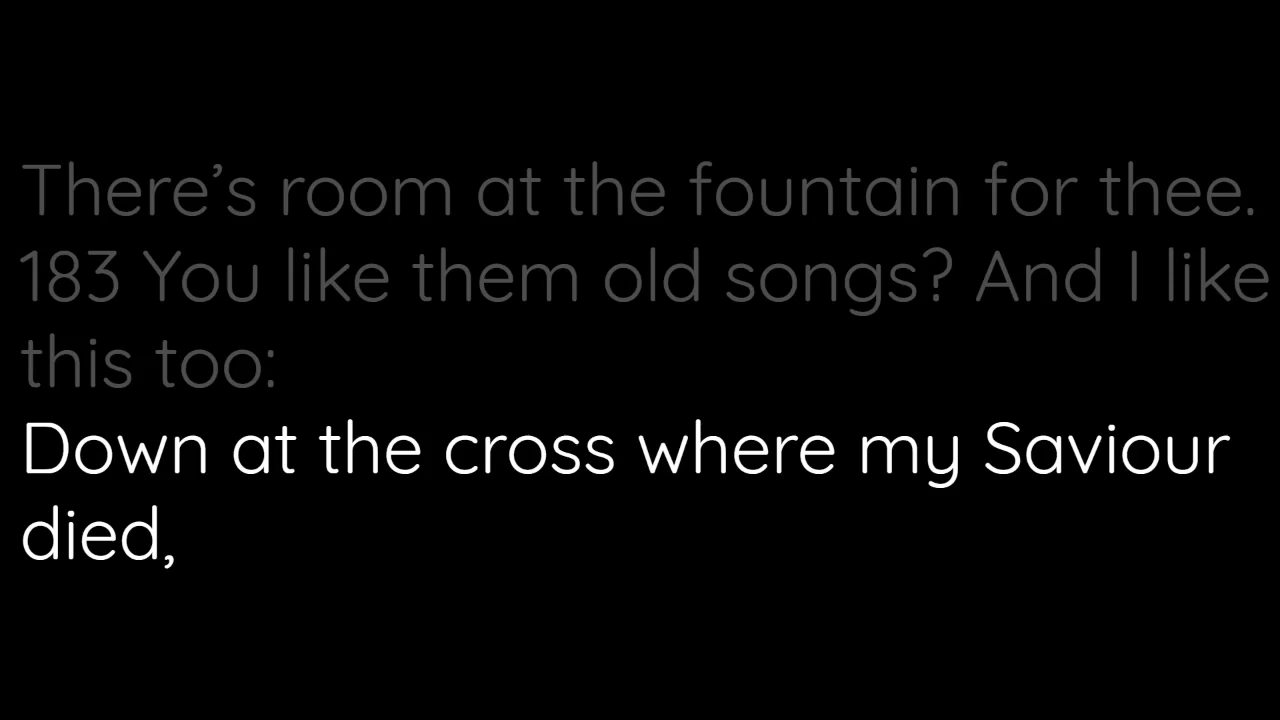 There’s room at the fountain for thee.
183 You like them old songs? And I like
this too:
Down at the cross where my Saviour
died,